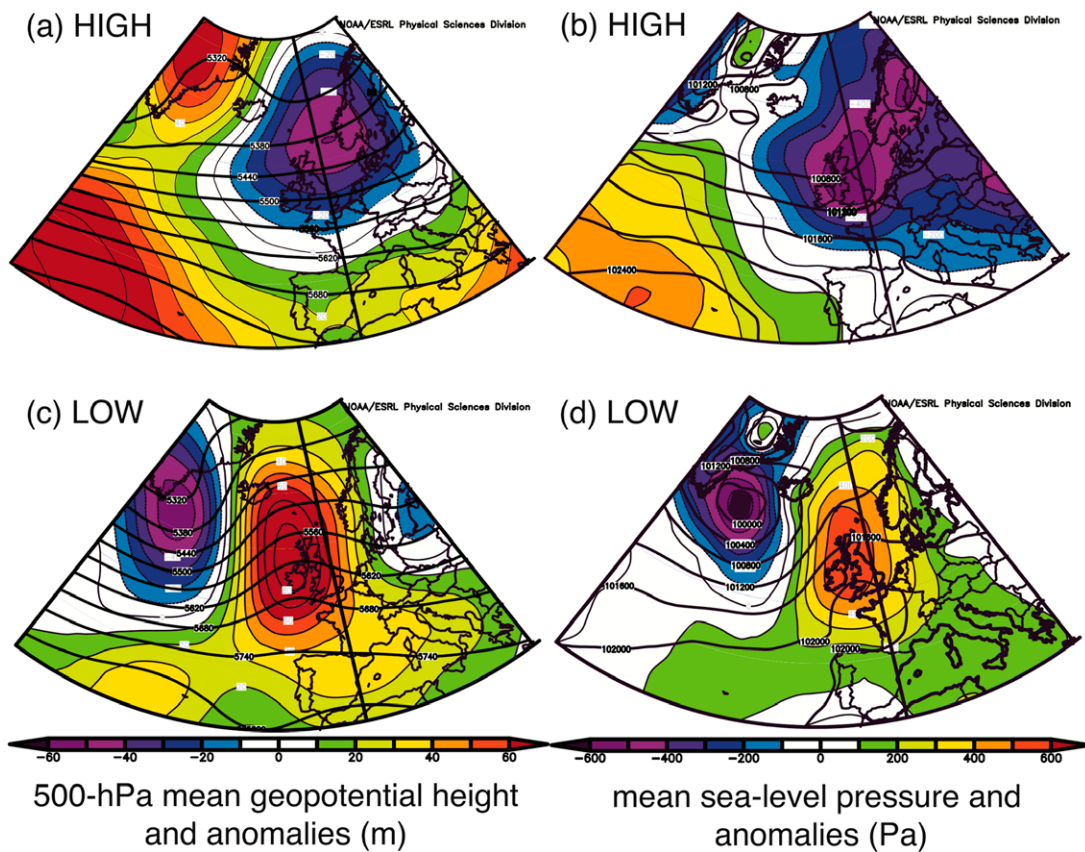 (a) HIGH
NOAA/ESRL Physical Sciences Division
5320
5380
5440
5500
5620
5680
(b) HIGH
NOAA/ESRL Physical Sciences Division
101200
100800
100800
101200
101600
102400
(c) LOW
NOAA/ESRL Physical Sciences Division
5320
5380
5440
5500
5620
5680
5560
5620
5680
5740
5740
(d) LOW
NOAA/ESRL Physical Sciences Division
101200
100800
100000
100400
100800
101200
101600
101600
102000
102000
102000
−60 −40 −20 0 20 40 60
−600 −400 −200 0 200 400 600
500-hPa mean geopotential height
and anomalies (m)
mean sea-level pressure and
anomalies (Pa)